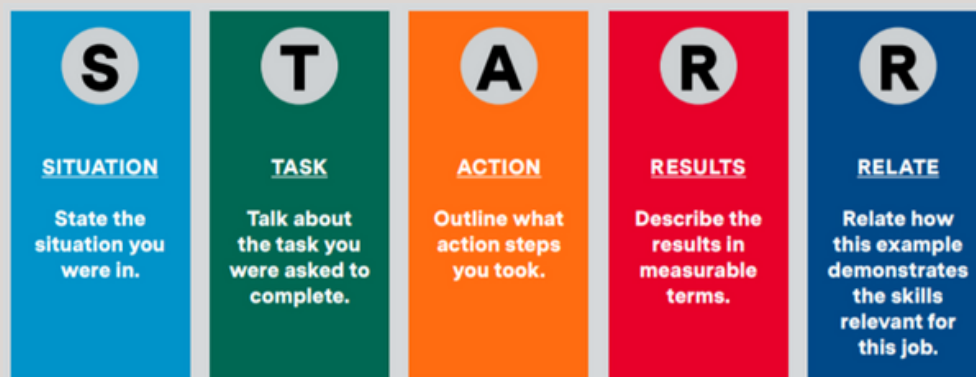 S
SITUATION
State the
situation you
were in.
T
TASK
Talk about
the task you
were asked to
complete.
A
ACTION
Outline what
action steps
you took.
R
RESULTS
Describe the
results in
measurable
terms.
R
RELATE
Relate how
this example
demonstrates
the skills
relevant for
this job.